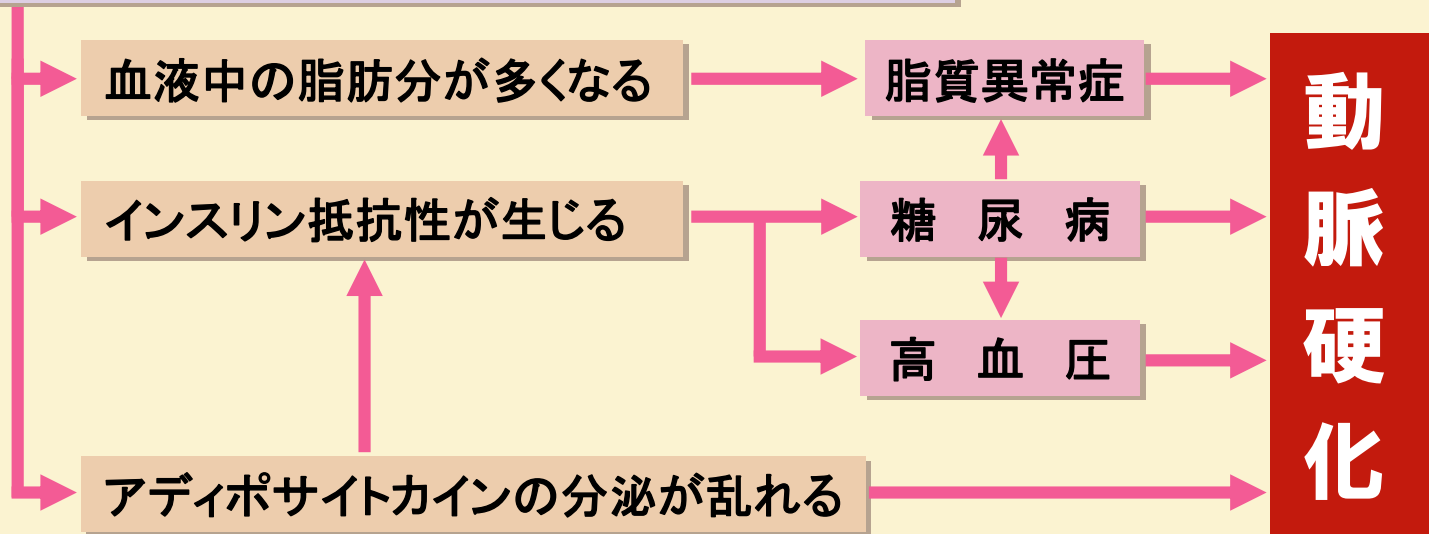 血液中の脂肪分が多くなる
脂質異常症
インスリン抵抗性が生じる
糖 尿 病
高 血 圧
アディポサイトカインの分泌が乱れる
動脈硬化